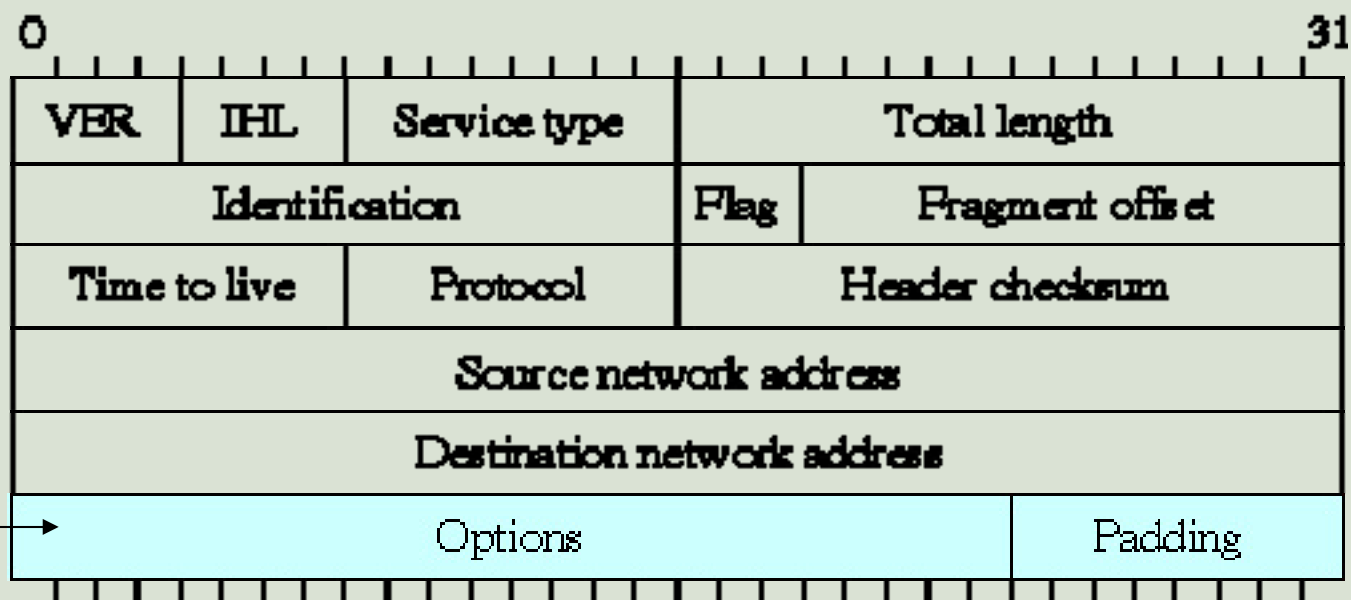 0 31
VER IHL Service type Total length
Identification Flag Fragment offset
Time to live Protocol Header checksum
Source network address
Destination network address
Options Padding